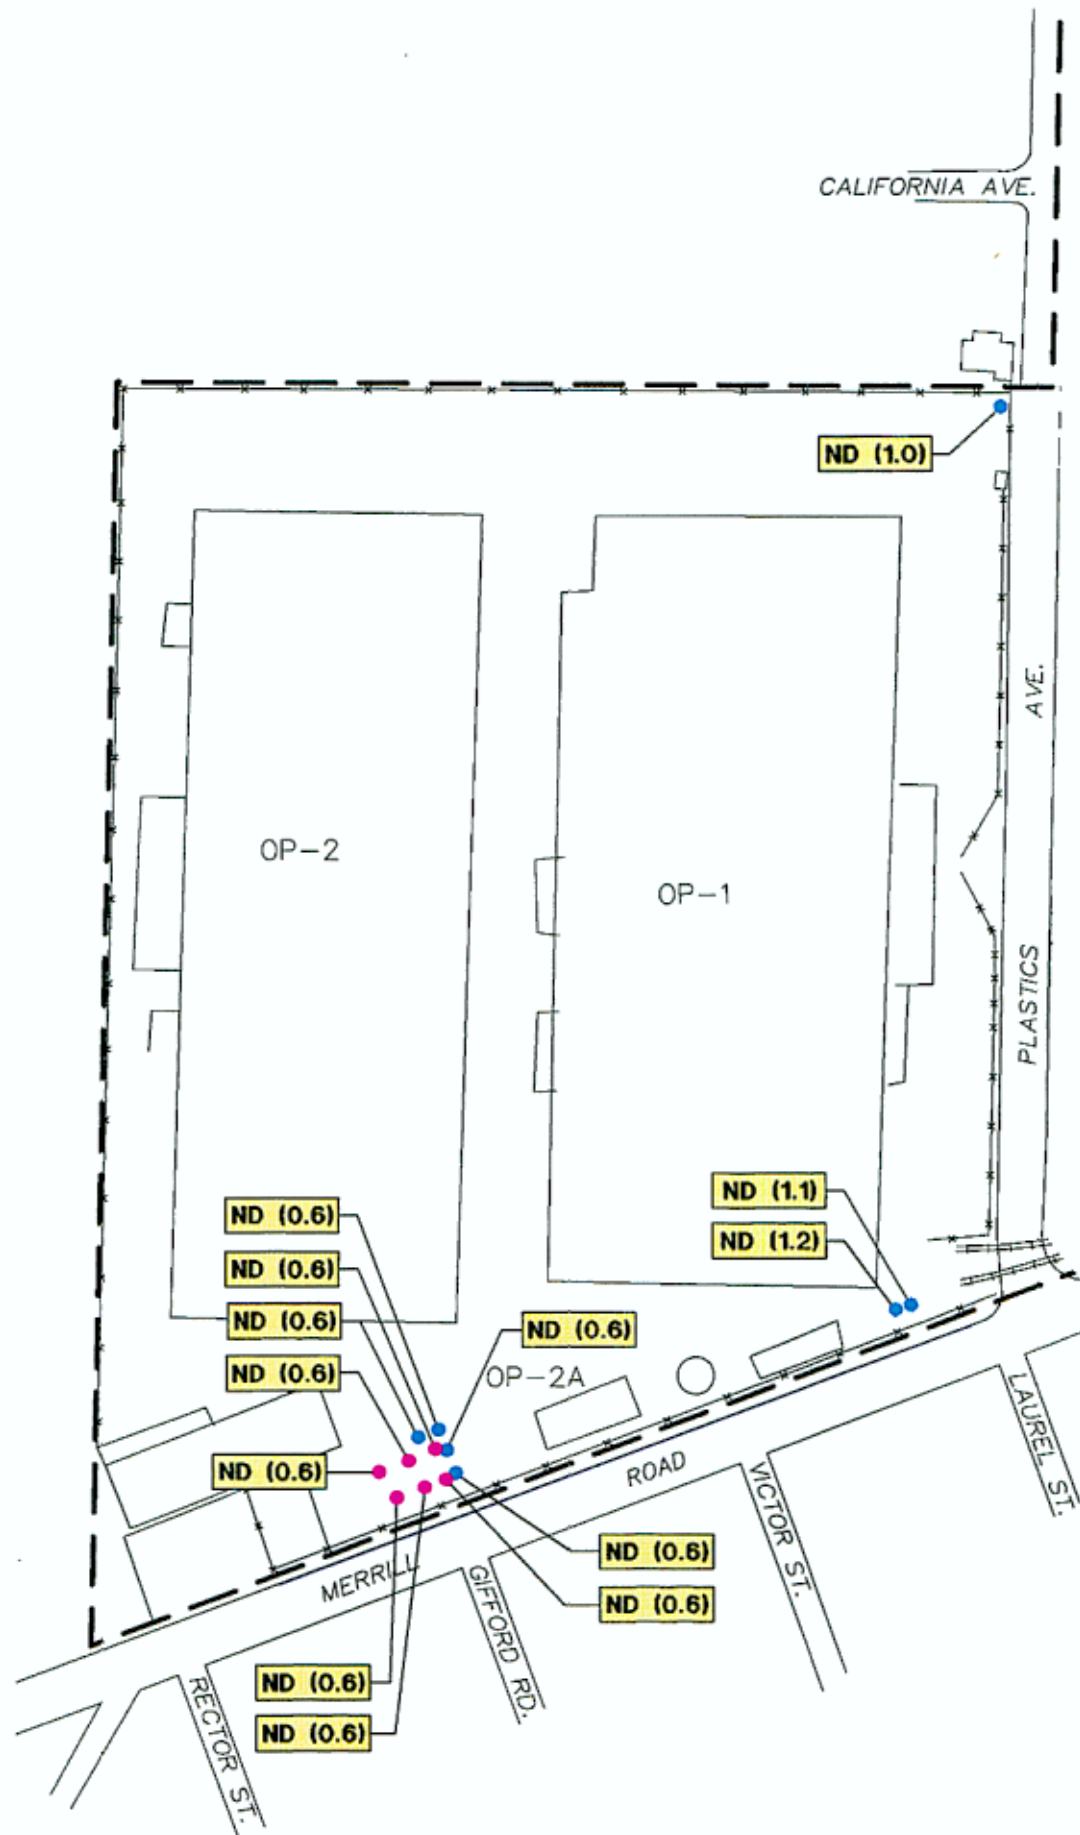 CALIFORNIA AVE.
ND (1.0)
AVE.
OP-2
OP-1
PLASTICS
ND (1.1)
ND (0.6)
ND (1.2)
ND (0.6)
ND (0.6)
ND (0.6)
ND (0.6)
OP-2A
LAUREL ST.
ND (0.6)
ROAD
VICTOR ST.
ND (0.6)
MERRILL
GIFFORD RD.
ND (0.6)
ND (0.6)
RECTOR ST.
ND (0.6)